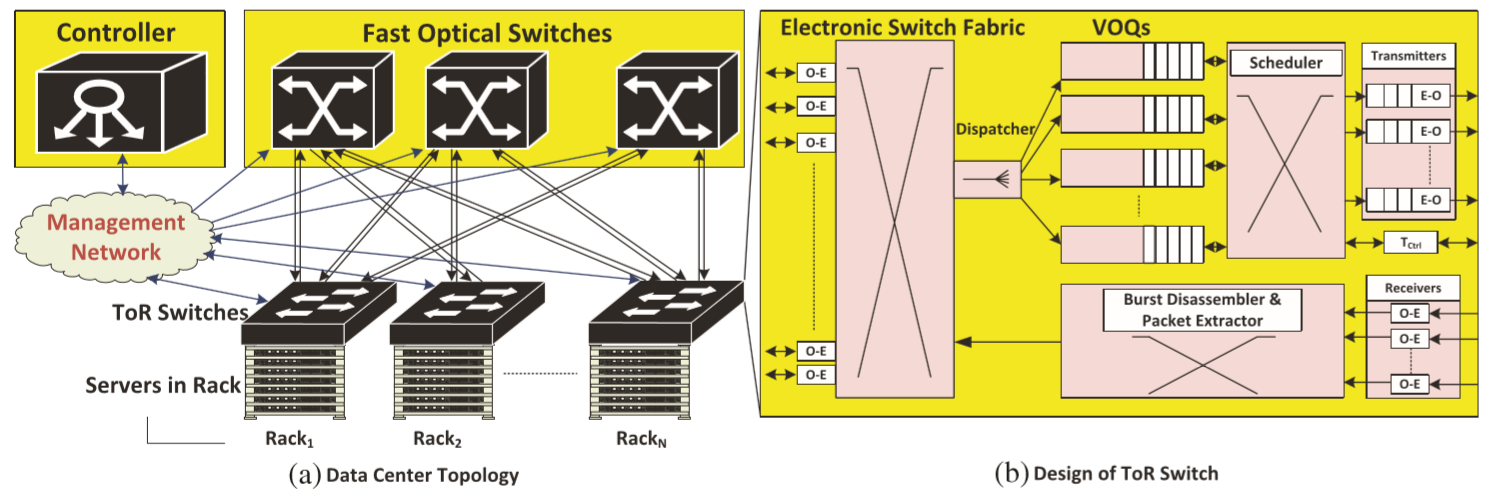 Controller
Fast Optical Switches
Management
Network
ToR Switches
Servers in Rack
Rack1
Rack2
RackN
(a) Data Center Topology
Electronic Switch Fabric
VOQs
O-E
O-E
O-E
O-E
O-E
Dispatcher
Scheduler
Transmitters
E-O
E-O
E-O
TCtrl
Burst Disassembler &
Packet Extractor
Receivers
O-E
O-E
O-E
(b) Design of ToR Switch